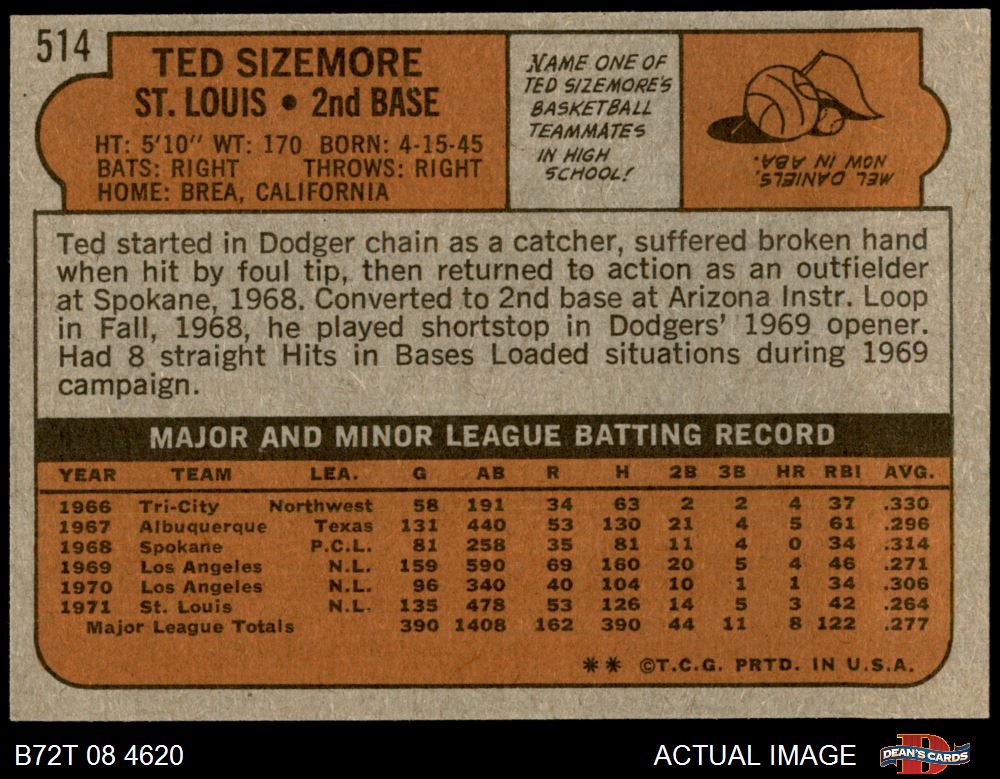 514
TED SIZEMORE
ST. LOUIS • 2nd BASE
HT: 5'10" WT: 170 BORN: 4-15-45
BATS: RIGHT THROWS: RIGHT
HOME: BREA, CALIFORNIA
NAME ONE OF
TED SIZEMORE'S
BASKETBALL
TEAMMATES
IN HIGH
SCHOOL!
MEL DANIELS,
NOW IN ABA.
Ted started in Dodger chain as a catcher, suffered broken hand
when hit by foul tip, then returned to action as an outfielder
at Spokane, 1968. Converted to 2nd base at Arizona Instr. Loop
in Fall, 1968, he played shortstop in Dodgers' 1969 opener.
Had 8 straight Hits in Bases Loaded situations during 1969
campaign.
MAJOR AND MINOR LEAGUE BATTING RECORD
YEAR TEAM LEA. G AB R H 2B 3B HR RBI AVG.
1966 Tri-City Northwest 58 191 34 63 2 2 4 37 .330
1967 Albuquerque Texas 131 440 53 130 21 4 5 61 .296
1968 Spokane P.C.L. 81 258 35 81 11 4 0 34 .314
1969 Los Angeles N.L. 159 590 69 160 20 5 4 46 .271
1970 Los Angeles N.L. 96 340 40 104 10 1 1 34 .306
1971 St. Louis N.L. 135 478 53 126 14 5 3 42 .264
Major League Totals 390 1408 162 390 44 11 8 122 .277
** ©T.C.G. PRTD. IN U.S.A.
B72T 08 4620 ACTUAL IMAGE
DEAN'S CARDS